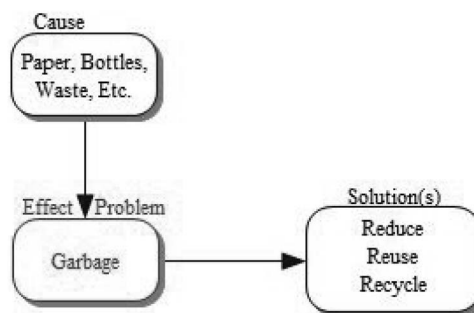 Cause
Paper, Bottles,
Waste, Etc.
Effect Problem
Garbage
Solution(s)
Reduce
Reuse
Recycle